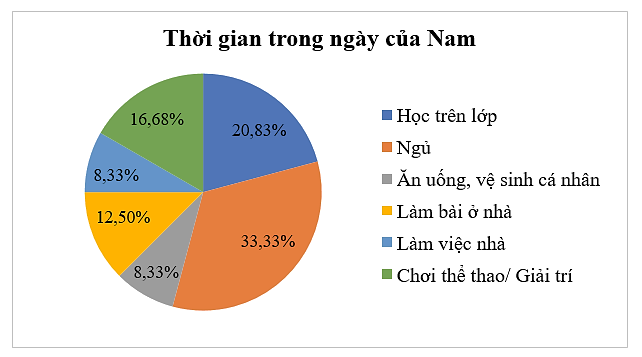 Thời gian trong ngày của Nam
16,68%
20,83%
8,33%
12,50%
33,33%
8,33%
Học trên lớp
Ngủ
Ăn uống, vệ sinh cá nhân
Làm bài ở nhà
Làm việc nhà
Chơi thể thao/ Giải trí